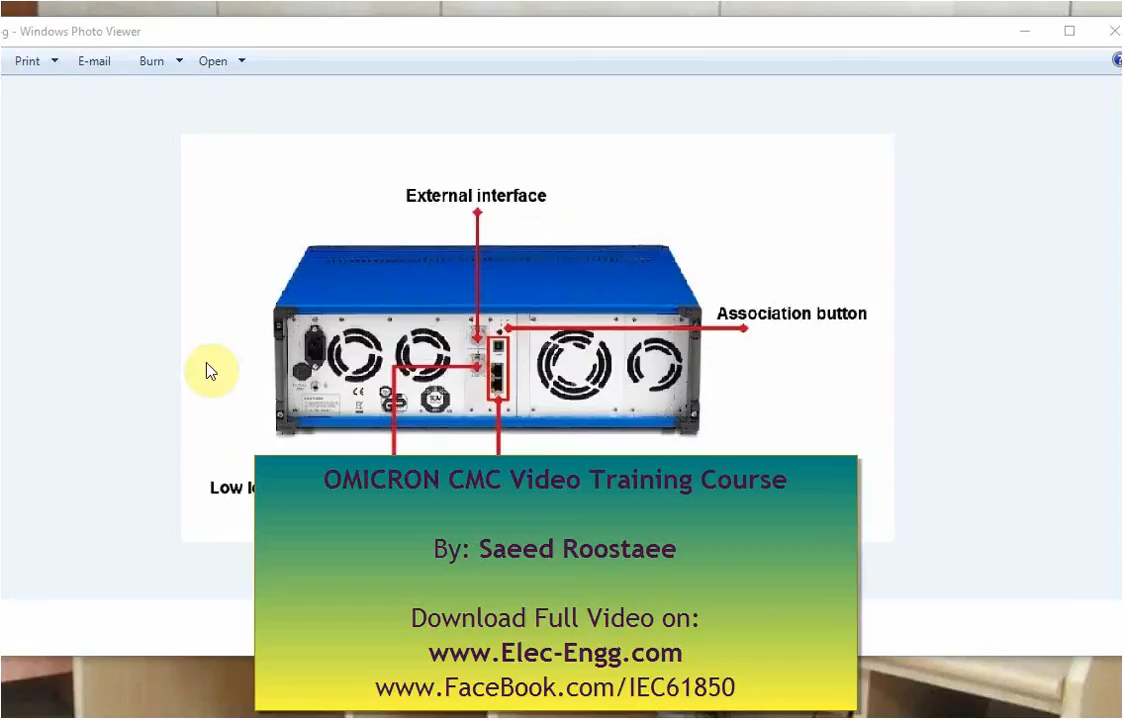 g - Windows Photo Viewer
Print E-mail Burn Open
External interface
Association button
Low l
OMICRON CMC Video Training Course
By: Saeed Roostaee
Download Full Video on:
www.Elec-Engg.com
www.FaceBook.com/IEC61850